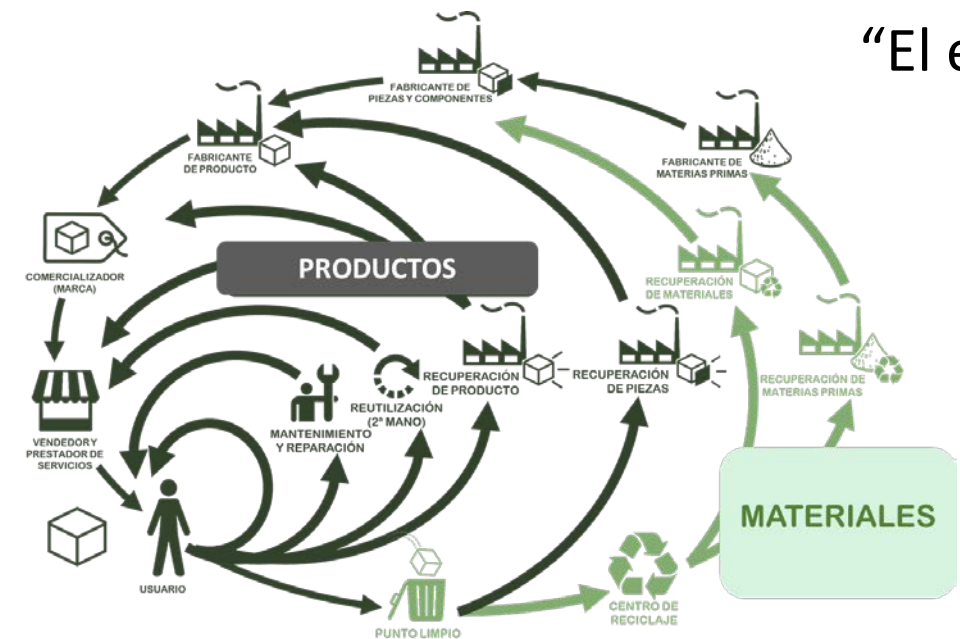 “El e
FABRICANTE DE
PIEZAS Y COMPONENTES
FABRICANTE
DE PRODUCTO
FABRICANTE DE
MATERIAS PRIMAS
COMERCIALIZADOR
(MARCA)
PRODUCTOS
RECUPERACIÓN
DE MATERIALES
RECUPERACIÓN
DE PRODUCTO
RECUPERACIÓN
DE PIEZAS
RECUPERACIÓN DE
MATERIAS PRIMAS
REUTILIZACIÓN
(2ª MANO)
MANTENIMIENTO
Y REPARACIÓN
VENDEDOR Y
PRESTADOR DE
SERVICIOS
MATERIALES
USUARIO
PUNTO LIMPIO
CENTRO DE
RECICLAJE